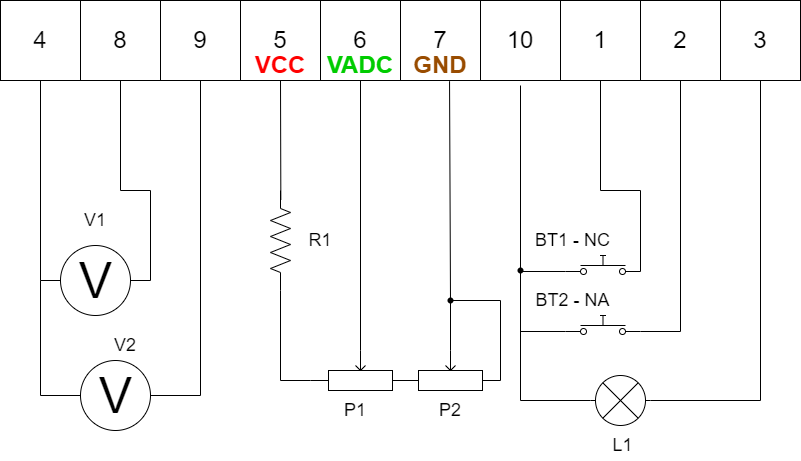 4 8 9 5 6 7 10 1 2 3
VCC VADC GND
V1
V
V2
V
R1
P1 P2
BT1 - NC
BT2 - NA
L1